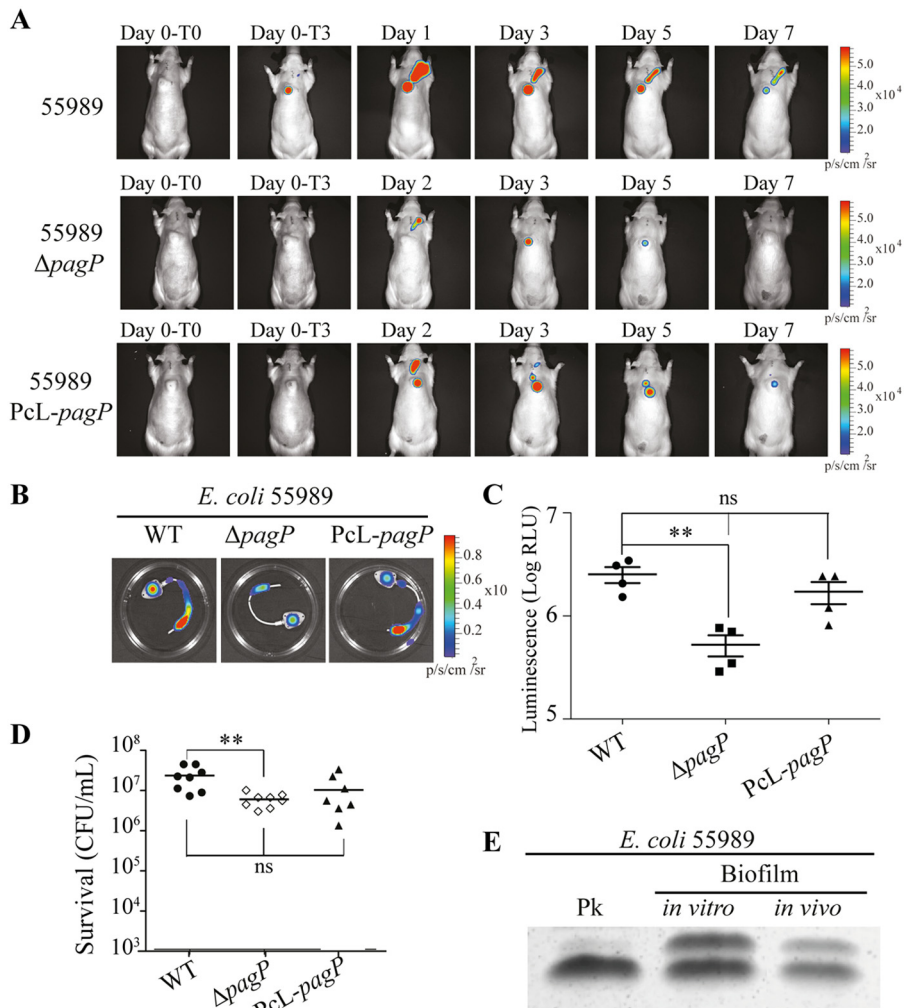 A
Day 0-T0 Day 0-T3 Day 1 Day 3 Day 5 Day 7
55989
5.0
4.0
3.0
2.0
x10⁴
p/s/cm²/sr
Day 0-T0 Day 0-T3 Day 2 Day 3 Day 5 Day 7
55989
ΔpagP
5.0
4.0
3.0
2.0
x10⁴
p/s/cm²/sr
Day 0-T0 Day 0-T3 Day 2 Day 3 Day 5 Day 7
55989
PcL-pagP
5.0
4.0
3.0
2.0
x10⁴
p/s/cm²/sr
B
E. coli 55989
WT ΔpagP PcL-pagP
0.8
0.6
0.4
0.2
x10
p/s/cm²/sr
C
Luminescence (Log RLU)
7
6
5
ns
**
WT ΔpagP PcL-pagP
D
Survival (CFU/mL)
10⁸
10⁷
10⁶
10⁵
10⁴
10³
**
ns
WT ΔpagP PcL-pagP
E
E. coli 55989
Biofilm
Pk in vitro in vivo